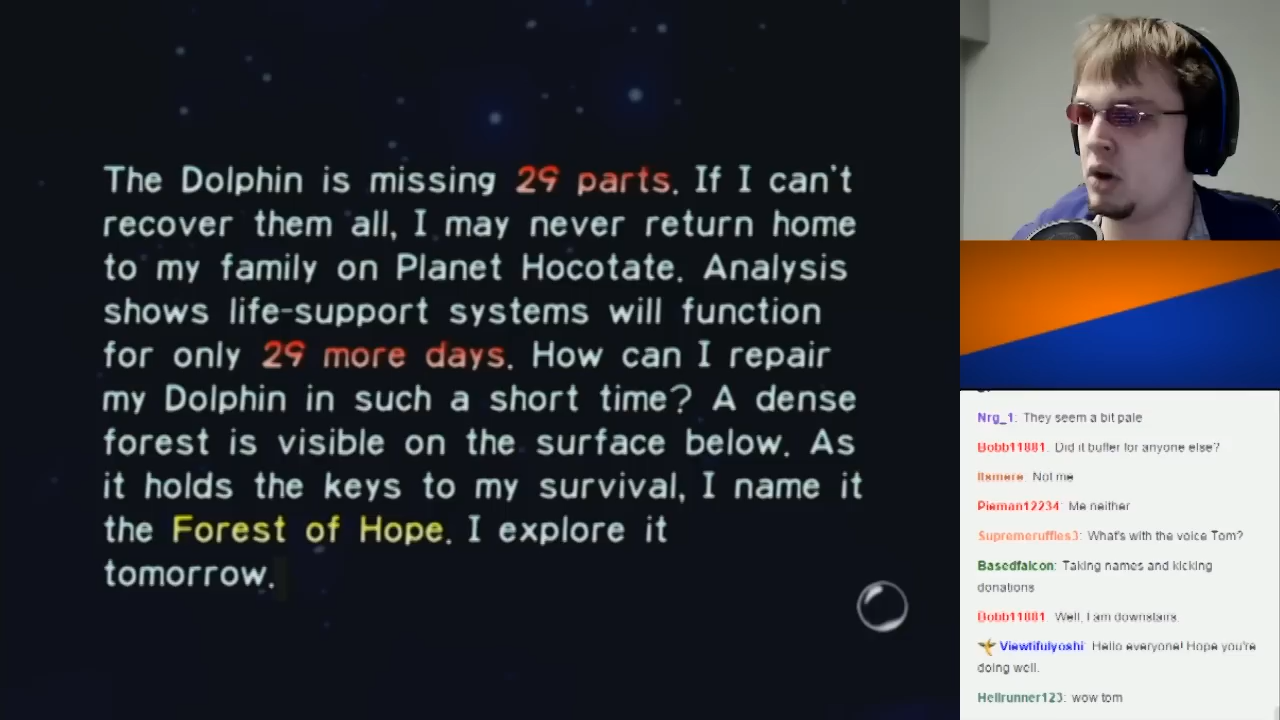 The Dolphin is missing 29 parts. If I can't
recover them all, I may never return home
to my family on Planet Hocotate. Analysis
shows life-support systems will function
for only 29 more days. How can I repair
my Dolphin in such a short time? A dense
forest is visible on the surface below. As
it holds the keys to my survival, I name it
the Forest of Hope. I explore it
tomorrow.
Nrg_1: They seem a bit pale
Bobb11881: Did it buffer for anyone else?
Itsmere: Not me
Pieman12234: Me neither
Supremeruffles3: What's with the voice Tom?
Basedfalcon: Taking names and kicking
donations
Bobb11881: Well, I am downstairs.
Viewtifulyoshi: Hello everyone! Hope you're
doing well.
Hellrunner123: wow tom